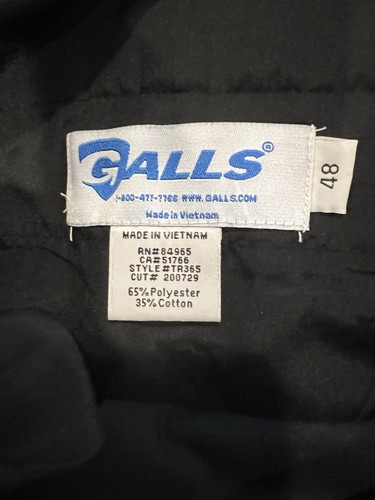 GALLS®
1-800-477-7766 WWW.GALLS.COM
Made in Vietnam
48
MADE IN VIETNAM
RN#84965
CA#51766
STYLE#TR365
CUT# 200729
65%Polyester
35%Cotton